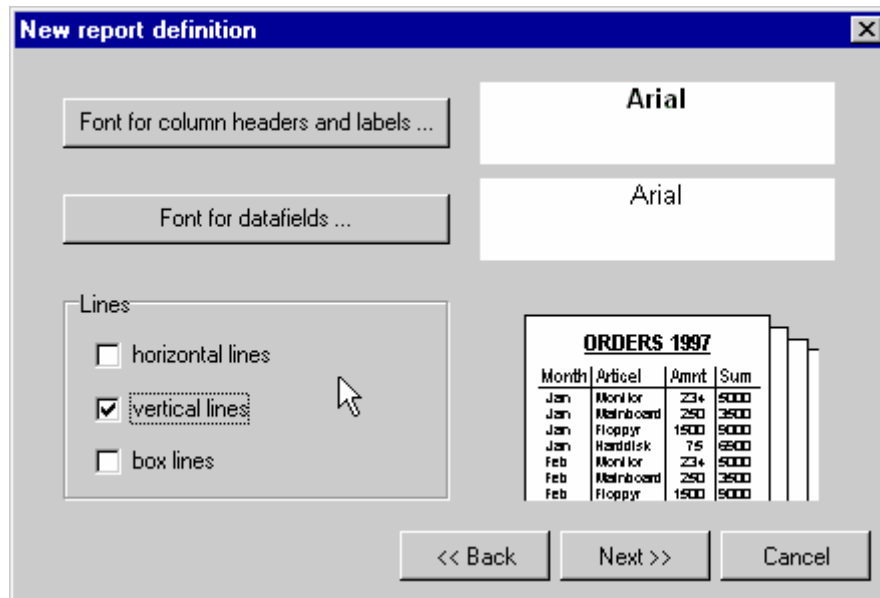 New report definition
Font for column headers and labels ...
Arial
Font for datafields ...
Arial
Lines
horizontal lines
vertical lines
box lines
ORDERS 1997
Month Articel Amnt Sum
Jan Monitor 234 5000
Jan Mainboard 250 3500
Jan Floppyr 1500 9000
Jan Harddisk 75 6900
Feb Monitor 234 5000
Feb Mainboard 250 3500
Feb Floppyr 1500 9000
<< Back
Next >>
Cancel